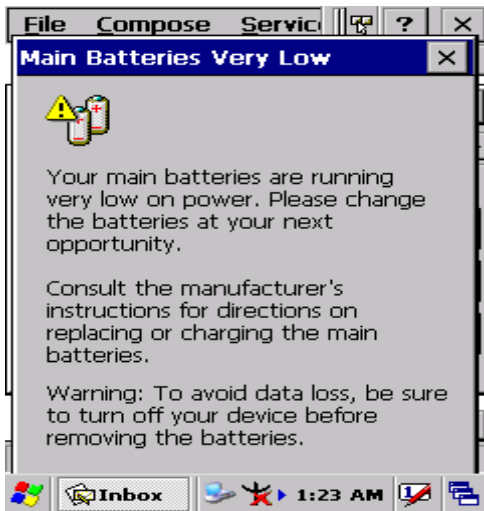 File Compose Servic ? ×
Main Batteries Very Low ×
Your main batteries are running
very low on power. Please change
the batteries at your next
opportunity.
Consult the manufacturer's
instructions for directions on
replacing or charging the main
batteries.
Warning: To avoid data loss, be sure
to turn off your device before
removing the batteries.
Inbox 1:23 AM